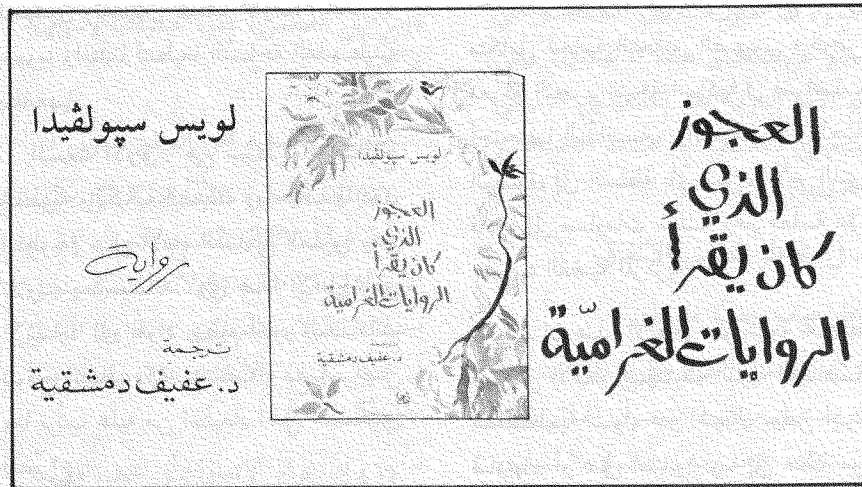 العجوز
الذي
كان يقرأ
الروايات الغراميّة
لويس سپولڤيدا
العجوز
الذي
كان يقرأ
الروايات الغرامية
د. عفيف دمشقية
لويس سپولڤيدا
رواية
ترجمة
د. عفيف دمشقية